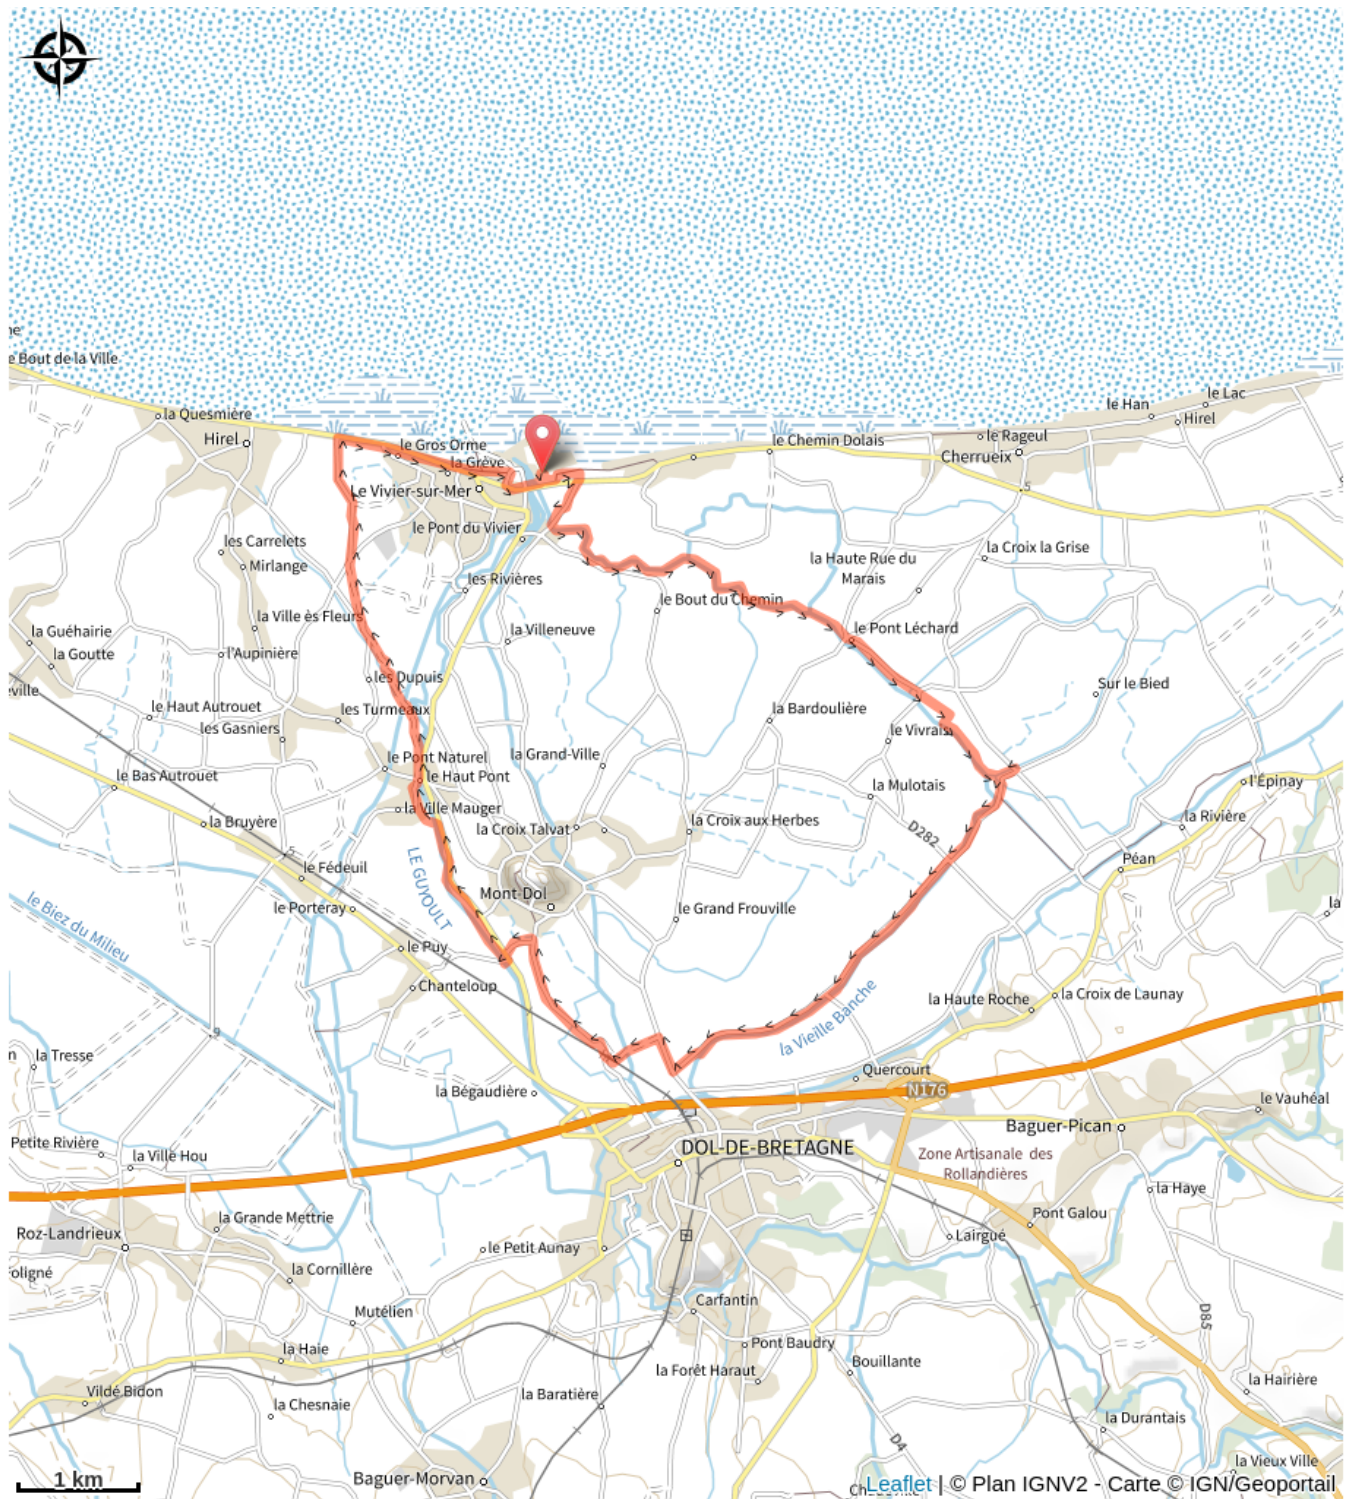 e Bout de la Ville
la Quesmière
Hirel
le Gros Orme
la Grève
Le Vivier-sur-Mer
le Pont du Vivier
le Chemin Dolais
le Han
le Lac
Hirel
le Rageul
Cherrueix
5
les Carrelets
Mirlange
les Rivières
la Haute Rue du
Marais
la Croix la Grise
le Bout du Chemin
la Ville ès Fleurs
la Guéhairie
la Goutte
l'Aupinière
la Villeneuve
le Pont Léchard
eville
les Dupuis
Sur le Bied
le Haut Autrouet
les Turmeaux
les Gasniers
la Bardoulière
le Vivrais
le Pont Naturel
la Grand-Ville
le Bas Autrouet
le Haut Pont
la Mulotais
l'Épinay
la Ville Mauger
la Bruyère
la Croix Talvat
la Croix aux Herbes
D282
la Rivière
5
Péan
le Fédeuil
LE GUYOULT
Mont-Dol
le Biez du Milieu
le Porteray
le Grand Frouville
la
le Puy
Chanteloup
la Vieille Banche
la Haute Roche
la Croix de Launay
9
n
la Tresse
Quercourt
la Bégaudière
N176
le Vauhéal
Petite Rivière
la Ville Hou
DOL-DE-BRETAGNE
Baguer-Pican
Zone Artisanale des
Rollandières
la Haye
la Grande Mettrie
Pont Galou
Roz-Landrieux
Lairgue
le Petit Aunay
oligné
la Cornillère
Carfantin
Mutélien
D85
Pont Baudry
la Haie
Bouillante
la Forêt Haraut
Vildé Bidon
la Baratière
la Hairière
la Chesnaie
la Durantais
D4
la Vieux Ville
1 km
Baguer-Morvan
Leaflet | © Plan IGNV2 - Carte © IGN/Geoportail